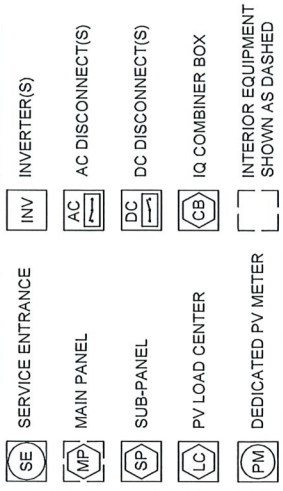 SE SERVICE ENTRANCE
MP MAIN PANEL
SP SUB-PANEL
LC PV LOAD CENTER
PM DEDICATED PV METER
INV INVERTER(S)
AC AC DISCONNECT(S)
DC DC DISCONNECT(S)
CB IQ COMBINER BOX
INTERIOR EQUIPMENT
SHOWN AS DASHED